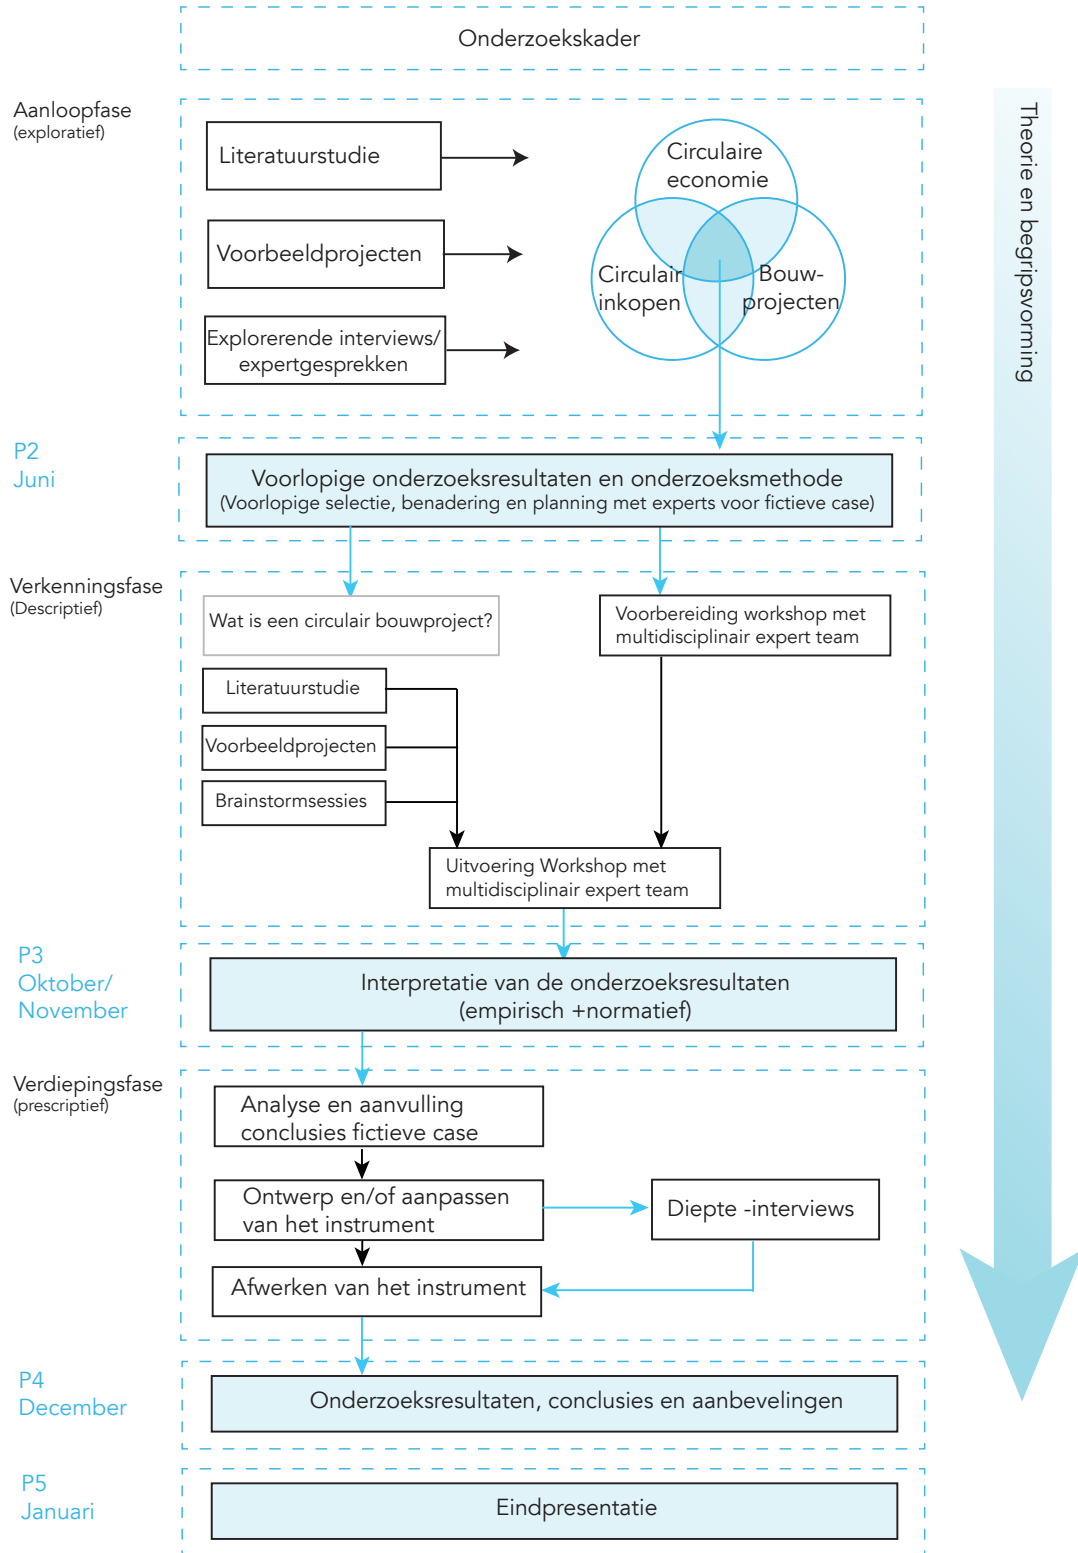 Onderzoekskader
Aanloopfase
(exploratief)
Literatuurstudie
Voorbeeldprojecten
Explorerende interviews/
expertgesprekken
Circulaire
economie
Circulair
inkopen
Bouw-
projecten
Theorie en begripsvorming
P2
Juni
Voorlopige onderzoeksresultaten en onderzoeksmethode
(Voorlopige selectie, benadering en planning met experts voor fictieve case)
Verkenningsfase
(Descriptief)
Wat is een circulair bouwproject?
Voorbereiding workshop met
multidisciplinair expert team
Literatuurstudie
Voorbeeldprojecten
Brainstormsessies
Uitvoering Workshop met
multidisciplinair expert team
P3
Oktober/
November
Interpretatie van de onderzoeksresultaten
(empirisch +normatief)
Verdiepingsfase
(prescriptief)
Analyse en aanvulling
conclusies fictieve case
Ontwerp en/of aanpassen
van het instrument
Diepte -interviews
Afwerken van het instrument
P4
December
Onderzoeksresultaten, conclusies en aanbevelingen
P5
Januari
Eindpresentatie